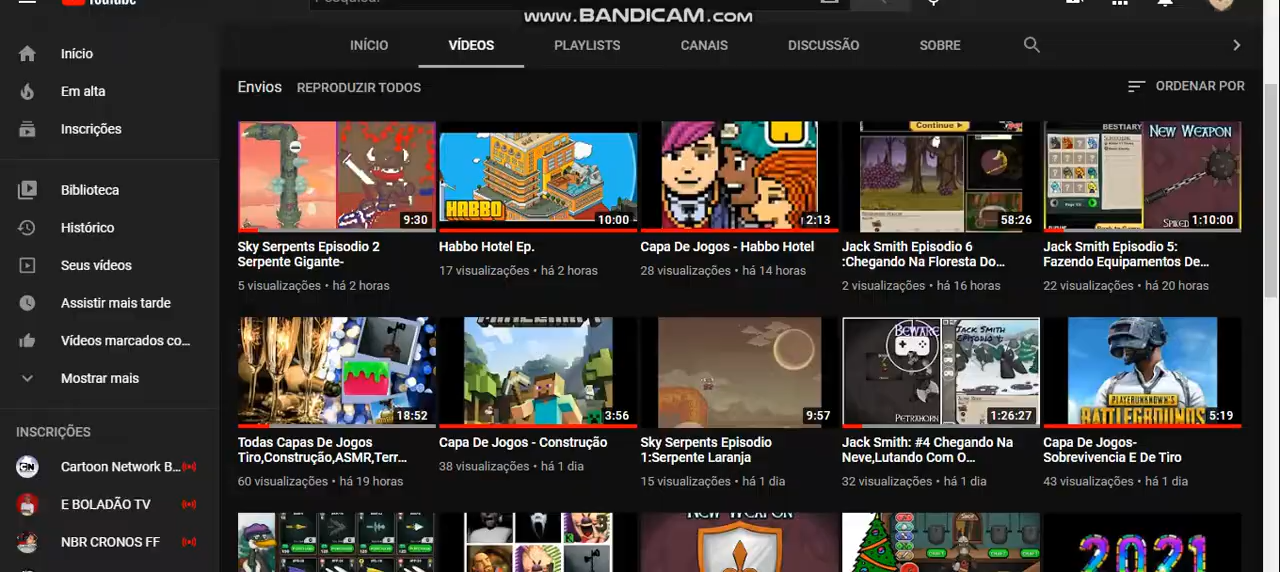 YouTube
Pesquisar
www.BANDICAM.com
INÍCIO
VÍDEOS
PLAYLISTS
CANAIS
DISCUSSÃO
SOBRE
Início
Em alta
Inscrições
Biblioteca
Histórico
Seus vídeos
Assistir mais tarde
Vídeos marcados co...
Mostrar mais
INSCRIÇÕES
CN
Cartoon Network B...
E BOLADÃO TV
NBR CRONOS FF
Envios
REPRODUZIR TODOS
ORDENAR POR
9:30
HABBO
10:00
2:13
Continue
58:26
BESTIARY
NEW WEAPON
SPIKED
1:10:00
Sky Serpents Episodio 2
Serpente Gigante-
5 visualizações • há 2 horas
Habbo Hotel Ep.
17 visualizações • há 2 horas
Capa De Jogos - Habbo Hotel
28 visualizações • há 14 horas
Jack Smith Episodio 6
:Chegando Na Floresta Do...
2 visualizações • há 16 horas
Jack Smith Episodio 5:
Fazendo Equipamentos De...
22 visualizações • há 20 horas
18:52
MINECRAFT
3:56
9:57
BEWARE
JACK SMITH
EPISODIO 4:
PETRIHORN
1:26:27
PLAYERUNKNOWN'S
BATTLEGROUNDS
5:19
Todas Capas De Jogos
Tiro,Construção,ASMR,Terr...
60 visualizações • há 19 horas
Capa De Jogos - Construção
38 visualizações • há 1 dia
Sky Serpents Episodio
1:Serpente Laranja
15 visualizações • há 1 dia
Jack Smith: #4 Chegando Na
Neve,Lutando Com O...
32 visualizações • há 1 dia
Capa De Jogos-
Sobrevivencia E De Tiro
43 visualizações • há 1 dia
NEW WEAPON
2021